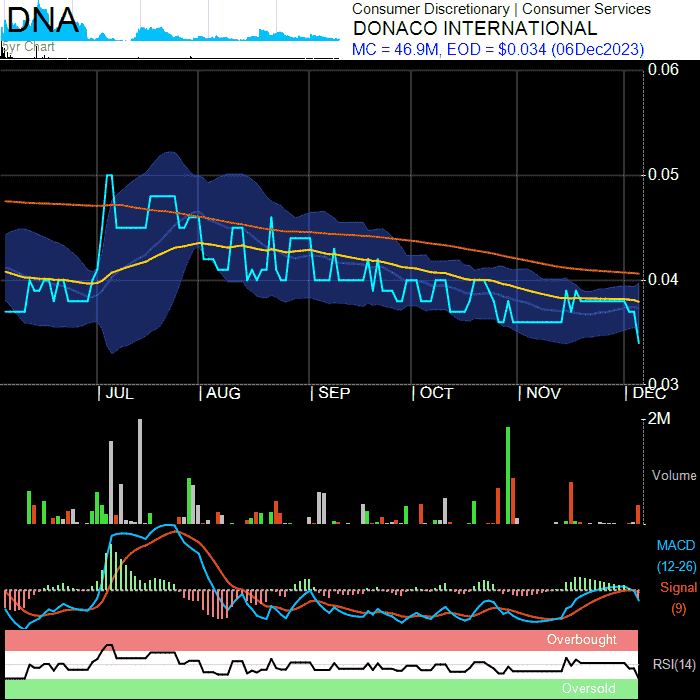 DNA
5yr Chart
Consumer Discretionary | Consumer Services
DONACO INTERNATIONAL
MC = 46.9M, EOD = $0.034 (06Dec2023)
0.06
0.05
0.04
0.03
JUL
AUG
SEP
OCT
NOV
DEC
2M
Volume
MACD
(12-26)
Signal
(9)
Overbought
RSI(14)
Oversold